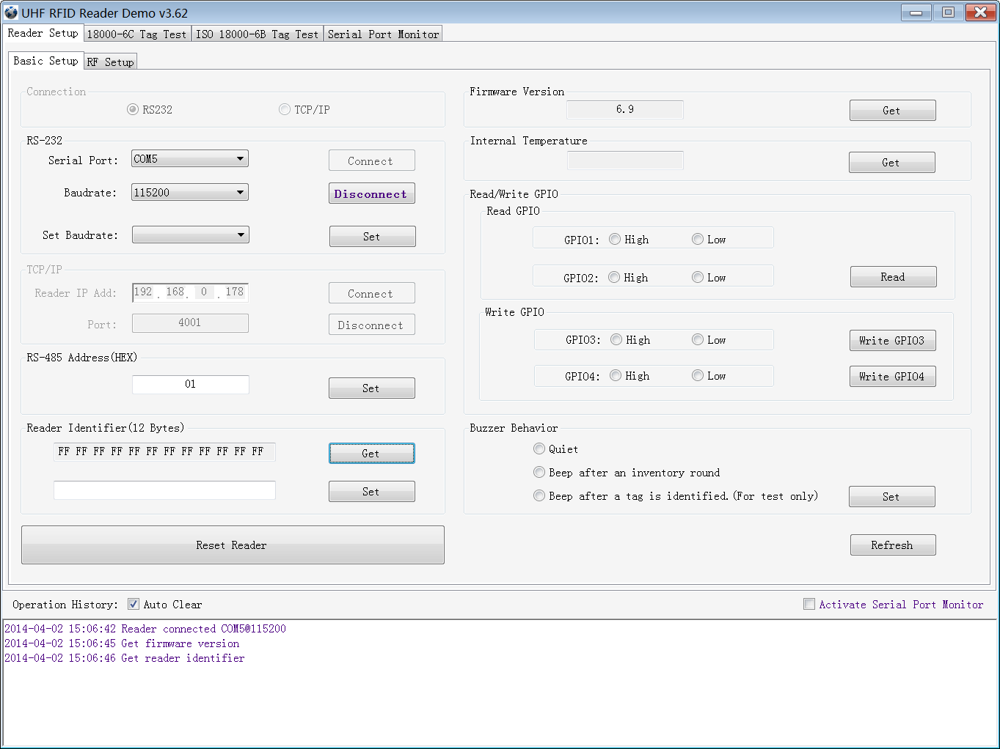 UHF RFID Reader Demo v3.62
Reader Setup 18000-6C Tag Test ISO 18000-6B Tag Test Serial Port Monitor
Basic Setup RF Setup
Connection
RS232 TCP/IP
RS-232
Serial Port: COM5 Connect
Baudrate: 115200 Disconnect
Set Baudrate: Set
TCP/IP
Reader IP Add: 192 . 168 . 0 . 178 Connect
Port: 4001 Disconnect
RS-485 Address(HEX)
01 Set
Reader Identifier(12 Bytes)
FF FF FF FF FF FF FF FF FF FF FF FF Get
Set
Reset Reader
Firmware Version
6.9 Get
Internal Temperature
Get
Read/Write GPIO
Read GPIO
GPIO1: High Low
GPIO2: High Low Read
Write GPIO
GPIO3: High Low Write GPIO3
GPIO4: High Low Write GPIO4
Buzzer Behavior
Quiet
Beep after an inventory round
Beep after a tag is identified.(For test only) Set
Refresh
Operation History: Auto Clear Activate Serial Port Monitor
2014-04-02 15:06:42 Reader connected COM5@115200
2014-04-02 15:06:45 Get firmware version
2014-04-02 15:06:46 Get reader identifier